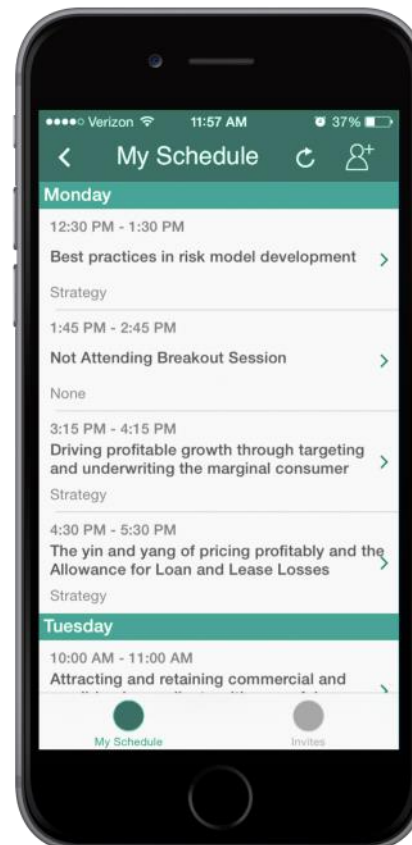 Verizon 11:57 AM 37%
My Schedule
Monday
12:30 PM - 1:30 PM
Best practices in risk model development
Strategy
1:45 PM - 2:45 PM
Not Attending Breakout Session
None
3:15 PM - 4:15 PM
Driving profitable growth through targeting
and underwriting the marginal consumer
Strategy
4:30 PM - 5:30 PM
The yin and yang of pricing profitably and the
Allowance for Loan and Lease Losses
Strategy
Tuesday
10:00 AM - 11:00 AM
Attracting and retaining commercial and
My Schedule Invites